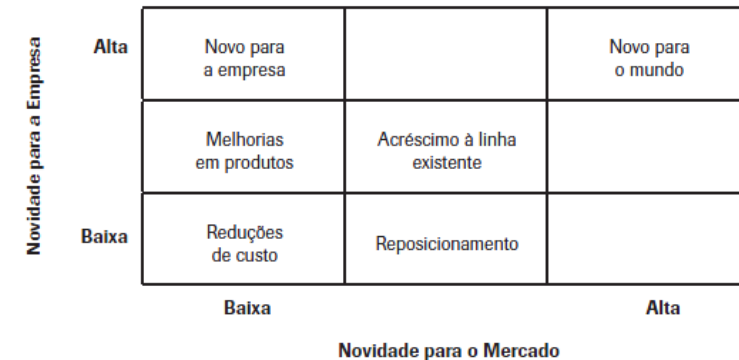 Novidade para a Empresa
Alta
Novo para
a empresa
Novo para
o mundo
Melhorias
em produtos
Acréscimo à linha
existente
Baixa
Reduções
de custo
Reposicionamento
Baixa
Alta
Novidade para o Mercado